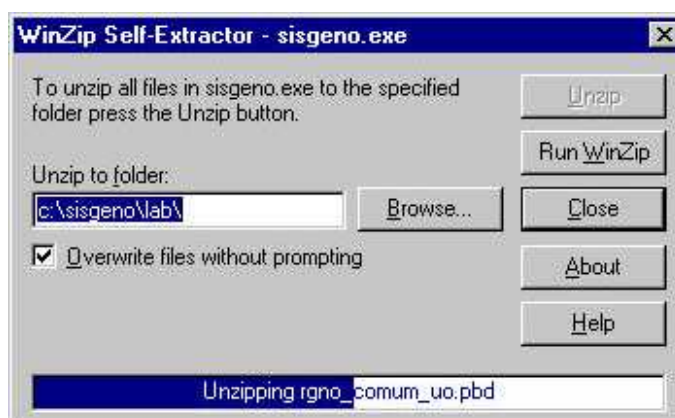 WinZip Self-Extractor - sisgeno.exe
To unzip all files in sisgeno.exe to the specified
folder press the Unzip button.
Unzip
Run WinZip
Unzip to folder:
c:\sisgeno\lab\
Browse...
Close
Overwrite files without prompting
About
Help
Unzipping rgno_comum_uo.pbd